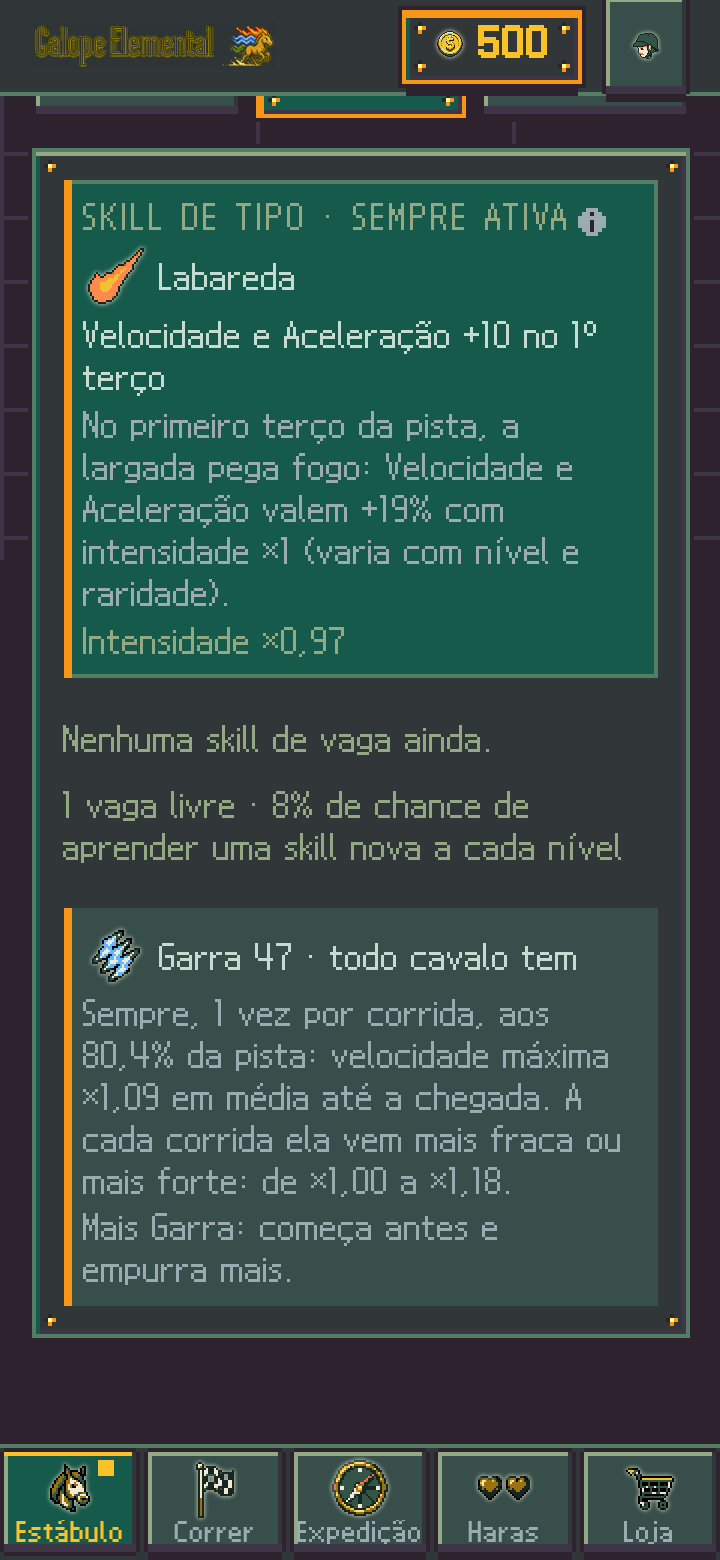 Galope Elemental
500
SKILL DE TIPO · SEMPRE ATIVA i
Labareda
Velocidade e Aceleração +10 no 1º
terço
No primeiro terço da pista, a
largada pega fogo: Velocidade e
Aceleração valem +19% com
intensidade ×1 (varia com nível e
raridade).
Intensidade ×0,97
Nenhuma skill de vaga ainda.
1 vaga livre · 8% de chance de
aprender uma skill nova a cada nível
Garra 47 · todo cavalo tem
Sempre, 1 vez por corrida, aos
80,4% da pista: velocidade máxima
×1,09 em média até a chegada. A
cada corrida ela vem mais fraca ou
mais forte: de ×1,00 a ×1,18.
Mais Garra: começa antes e
empurra mais.
Estábulo
Correr
Expedição
Haras
Loja